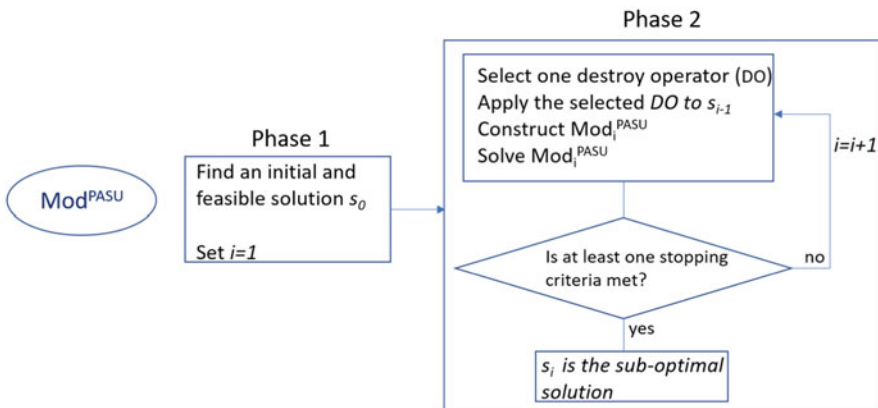 Phase 2
Select one destroy operator (DO)
Apply the selected DO to sᵢ₋₁
Construct Modᵢᴾᴬˢᵁ
Solve Modᵢᴾᴬˢᵁ
i=i+1
Phase 1
Find an initial and
feasible solution s₀
Set i=1
Modᴾᴬˢᵁ
Is at least one stopping
criteria met?
no
yes
sᵢ is the sub-optimal
solution